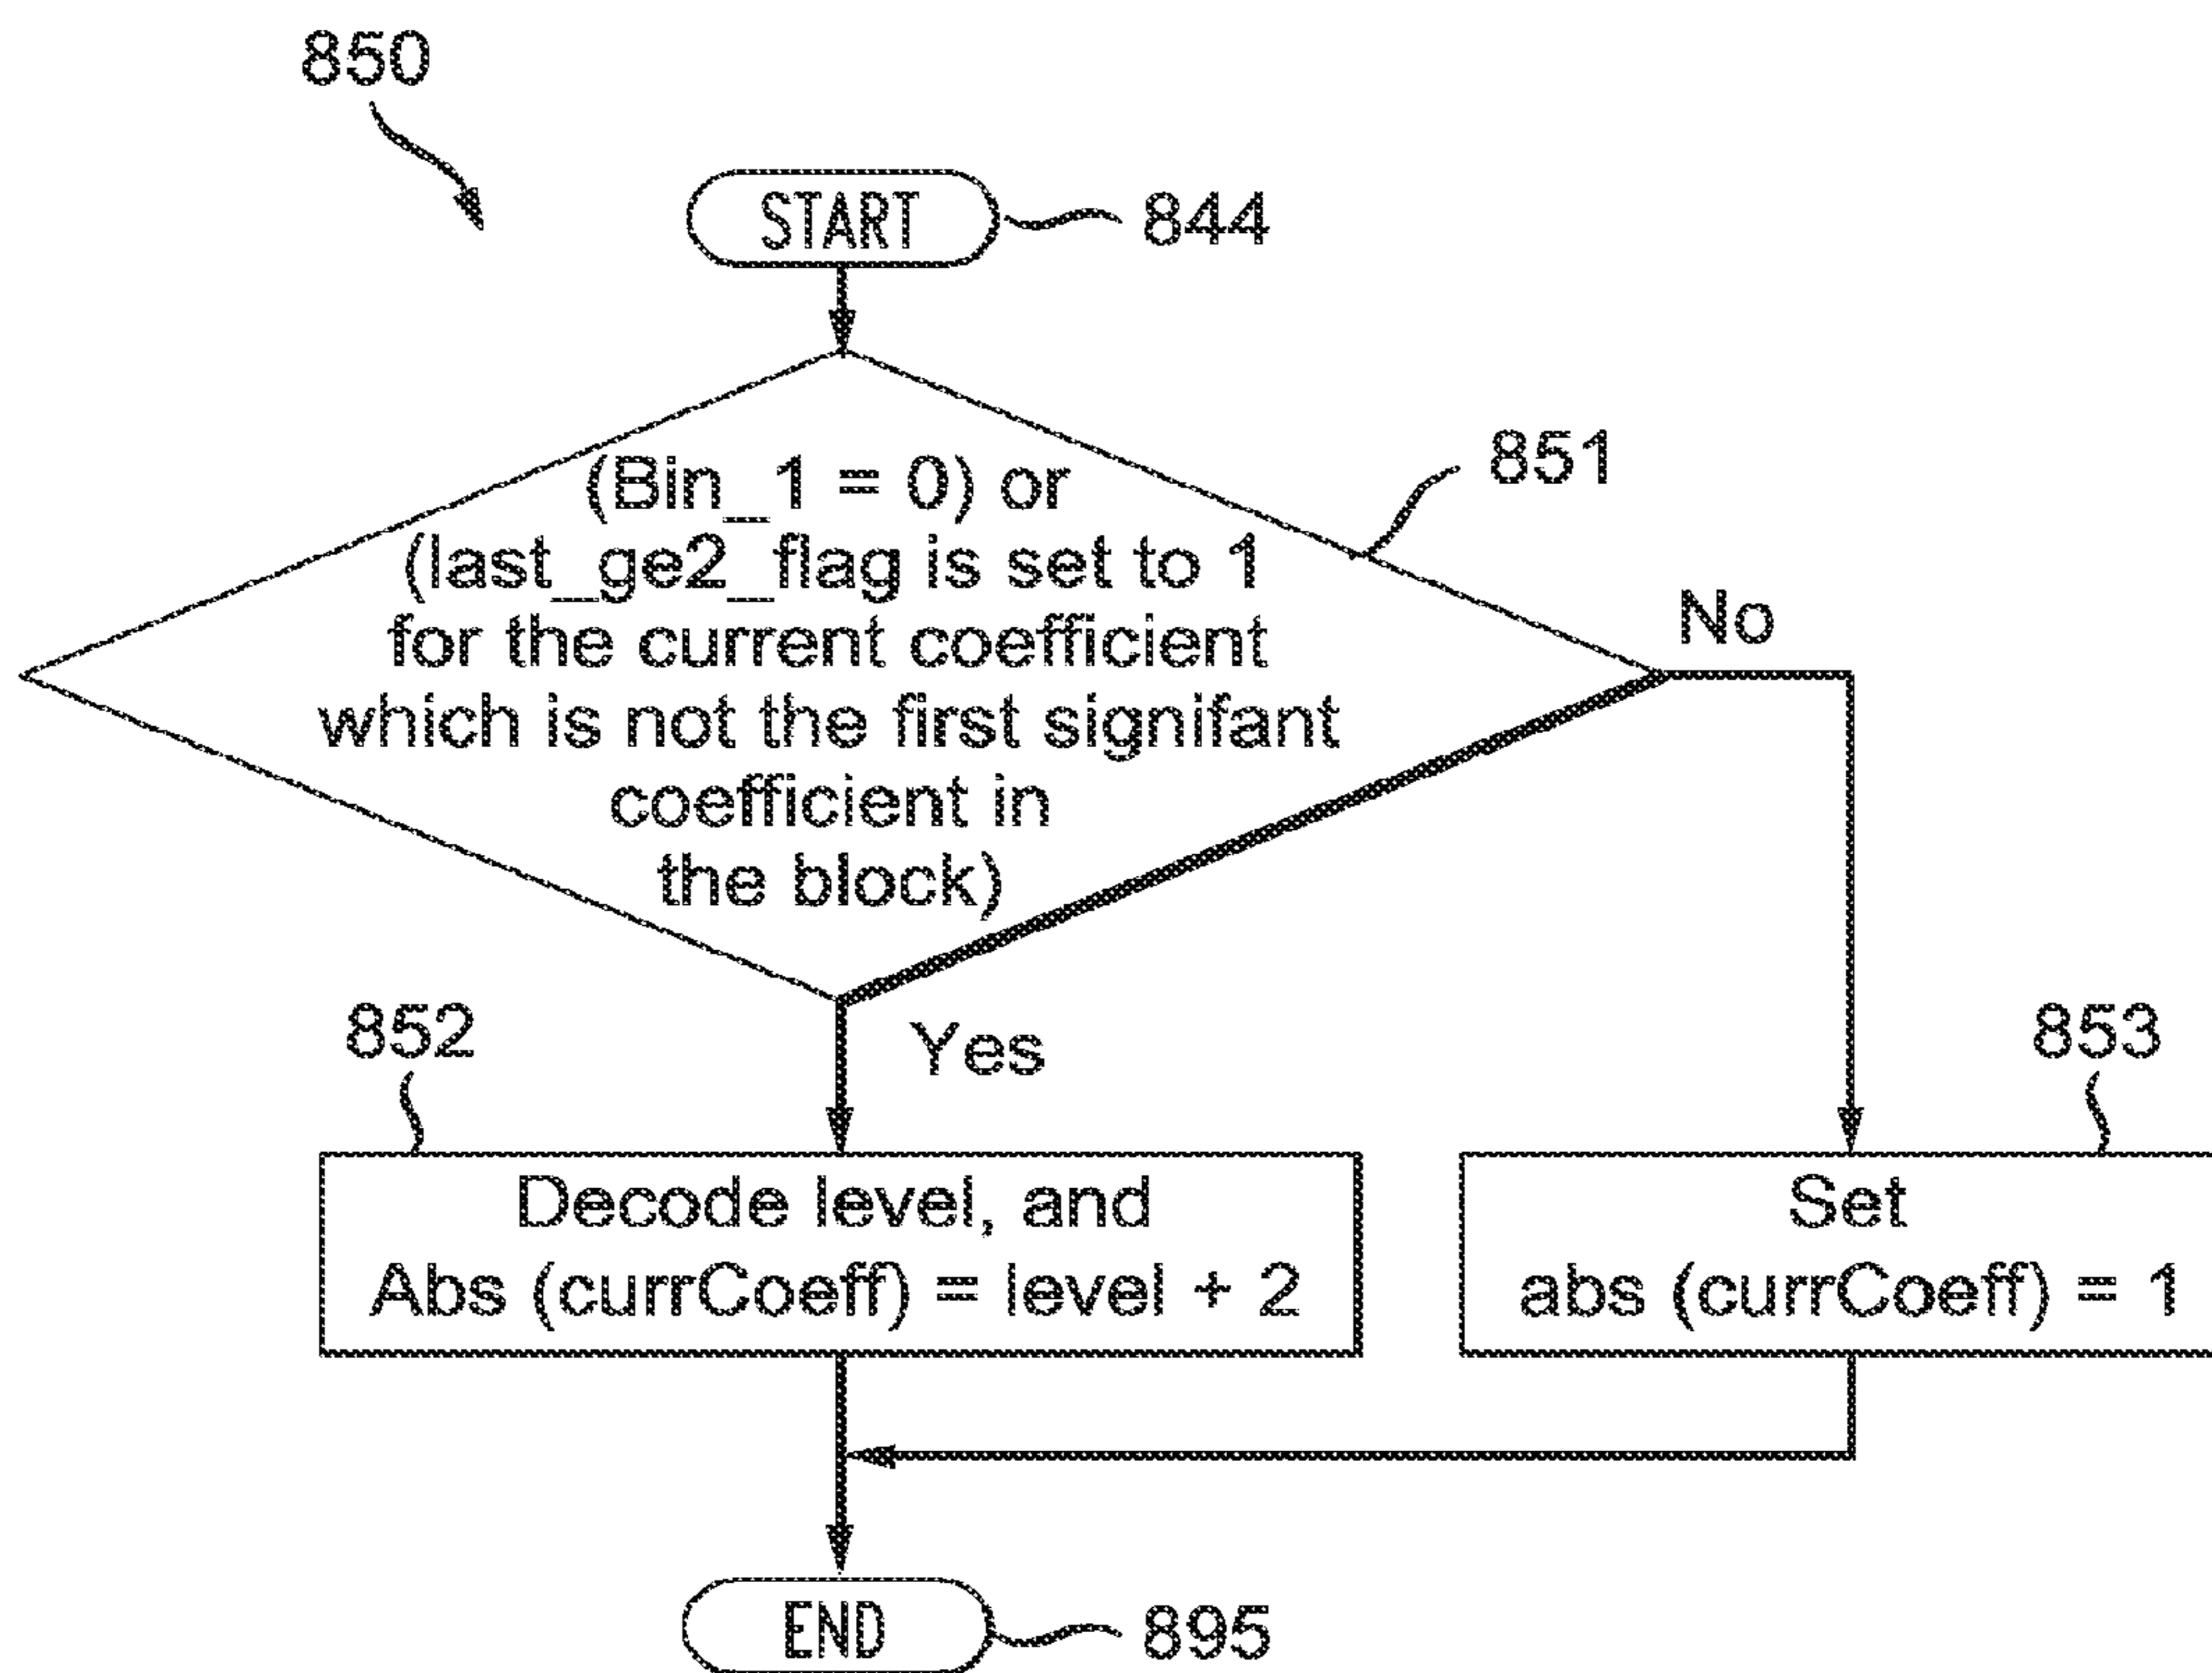 850
START
844
(Bin_1 = 0) or
(last_ge2_flag is set to 1
for the current coefficient
which is not the first signifant
coefficient in
the block)
851
No
Yes
852
Decode level, and
Abs (currCoeff) = level + 2
853
Set
abs (currCoeff) = 1
END
895